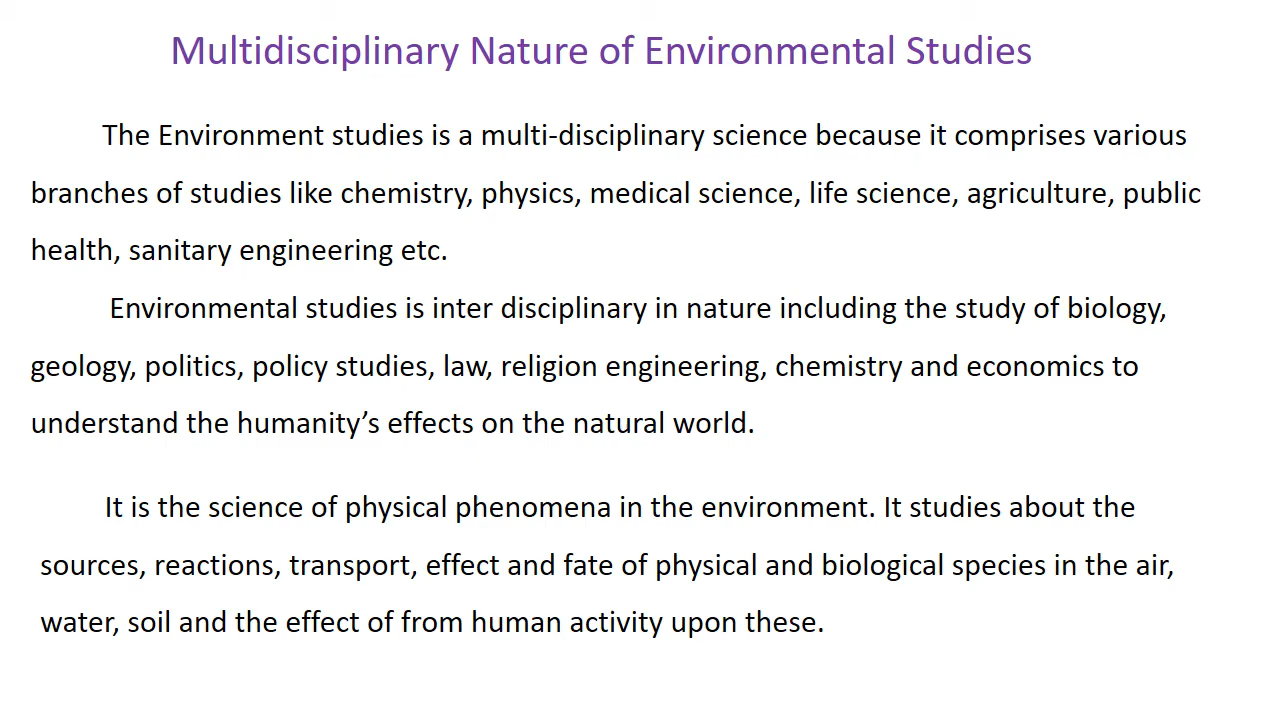 Multidisciplinary Nature of Environmental Studies
The Environment studies is a multi-disciplinary science because it comprises various
branches of studies like chemistry, physics, medical science, life science, agriculture, public
health, sanitary engineering etc.
Environmental studies is inter disciplinary in nature including the study of biology,
geology, politics, policy studies, law, religion engineering, chemistry and economics to
understand the humanity’s effects on the natural world.
It is the science of physical phenomena in the environment. It studies about the
sources, reactions, transport, effect and fate of physical and biological species in the air,
water, soil and the effect of from human activity upon these.